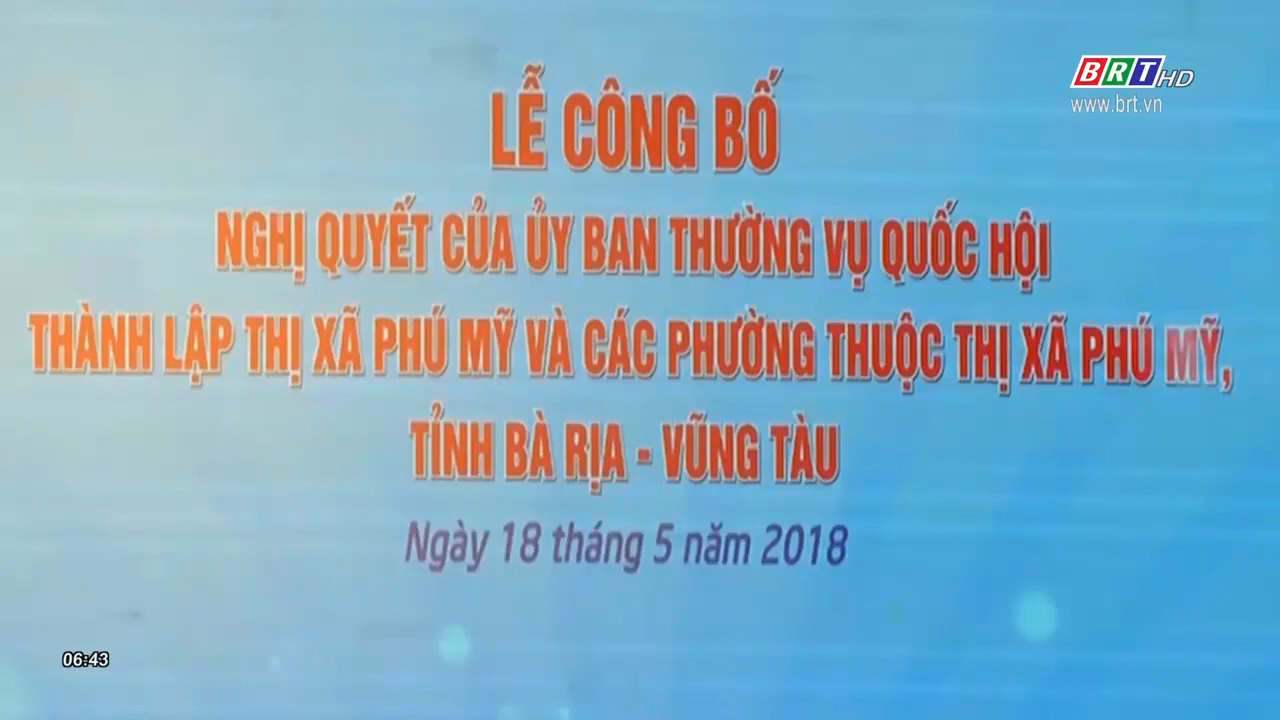 BRT HD
www.brt.vn
LỄ CÔNG BỐ
NGHỊ QUYẾT CỦA ỦY BAN THƯỜNG VỤ QUỐC HỘI
THÀNH LẬP THỊ XÃ PHÚ MỸ VÀ CÁC PHƯỜNG THUỘC THỊ XÃ PHÚ MỸ,
TỈNH BÀ RỊA - VŨNG TÀU
Ngày 18 tháng 5 năm 2018
06:43